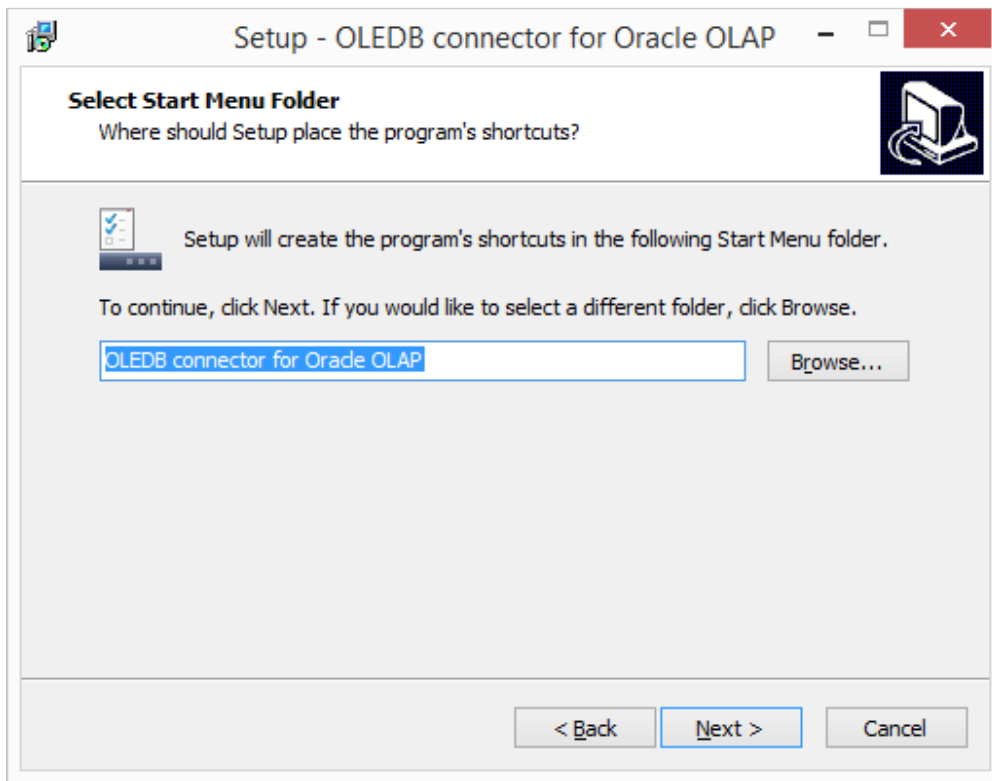 Setup - OLEDB connector for Oracle OLAP
Select Start Menu Folder
Where should Setup place the program's shortcuts?
Setup will create the program's shortcuts in the following Start Menu folder.
To continue, click Next. If you would like to select a different folder, click Browse.
OLEDB connector for Oracle OLAP
Browse...
< Back
Next >
Cancel